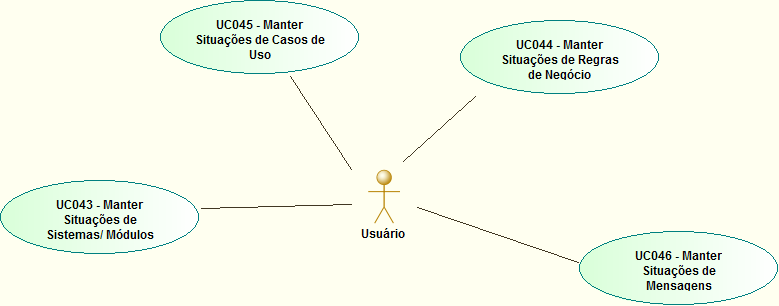 UC045 - Manter
Situações de Casos de
Uso
UC044 - Manter
Situações de Regras
de Negócio
UC043 - Manter
Situações de
Sistemas/ Módulos
Usuário
UC046 - Manter
Situações de
Mensagens